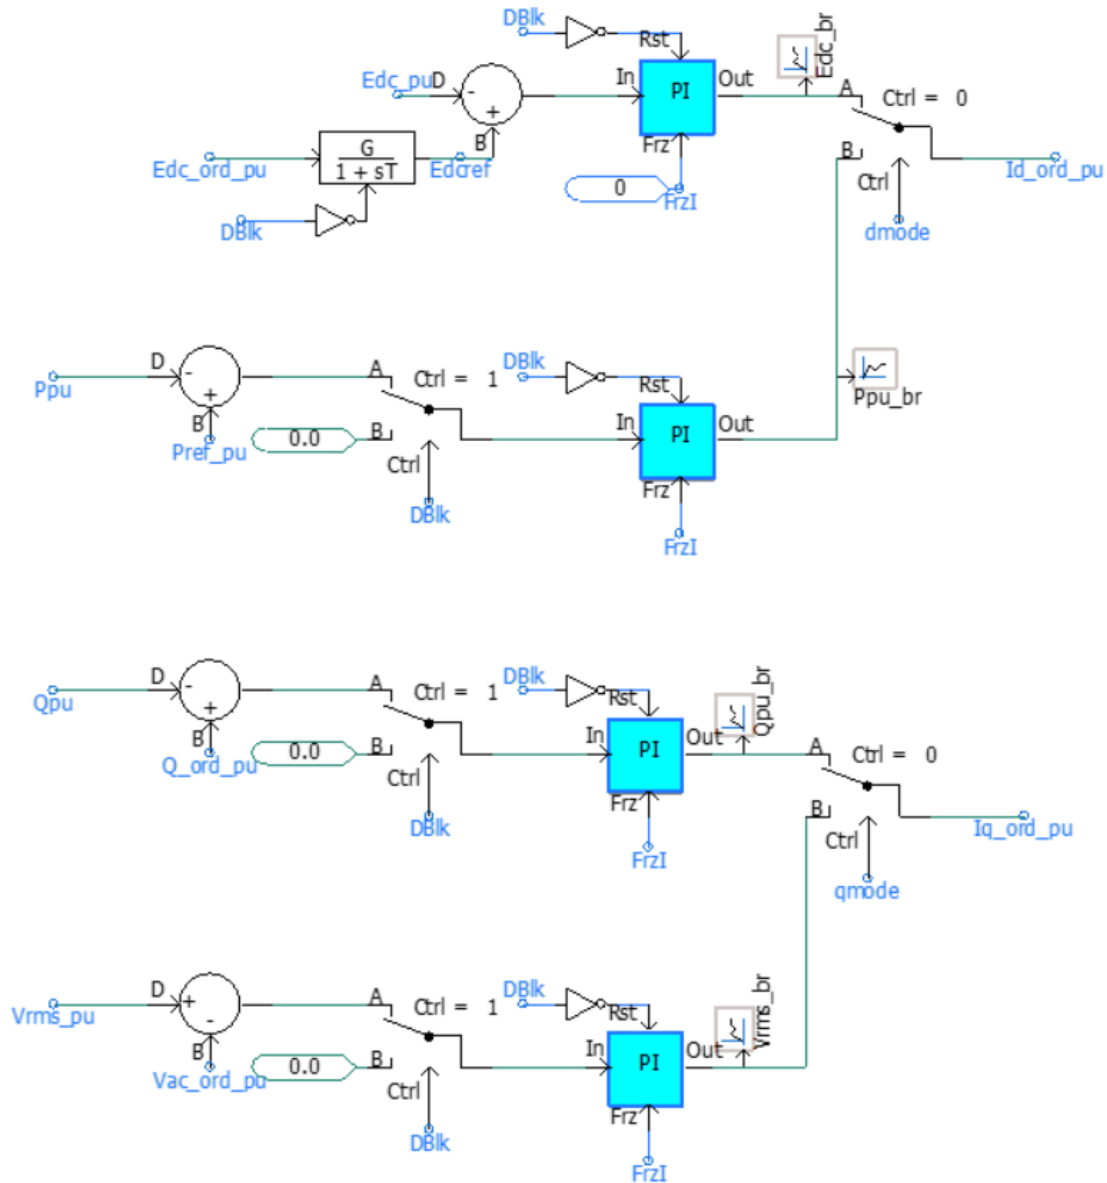 DBlk
Rst
Edc_br
Edc_pu
D
-
+
B
In
PI
Out
A
Ctrl = 0
Edc_ord_pu
G
1 + sT
Edcref
Frz
0
FrzI
B
Ctrl
Id_ord_pu
DBlk
dmode
Ppu
D
-
+
B
Pref_pu
A
Ctrl = 1
DBlk
Rst
Ppu_br
0.0
B
Ctrl
In
PI
Out
DBlk
Frz
FrzI
Qpu
D
-
+
B
Q_ord_pu
A
Ctrl = 1
DBlk
Rst
Qpu_br
0.0
B
Ctrl
In
PI
Out
A
Ctrl = 0
DBlk
Frz
FrzI
B
Ctrl
Iq_ord_pu
qmode
Vrms_pu
D
+
-
B
Vac_ord_pu
A
Ctrl = 1
DBlk
Rst
Vrms_br
0.0
B
Ctrl
In
PI
Out
DBlk
Frz
FrzI